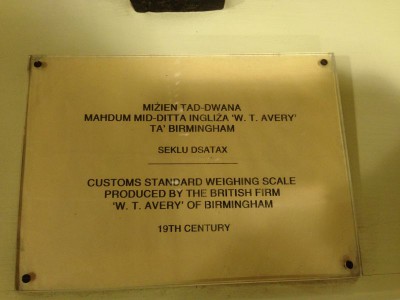 MIŻIEN TAD-DWANA
MAHDUM MID-DITTA INGLIŻA 'W. T. AVERY'
TA' BIRMINGHAM
SEKLU DSATAX
CUSTOMS STANDARD WEIGHING SCALE
PRODUCED BY THE BRITISH FIRM
'W. T. AVERY' OF BIRMINGHAM
19TH CENTURY